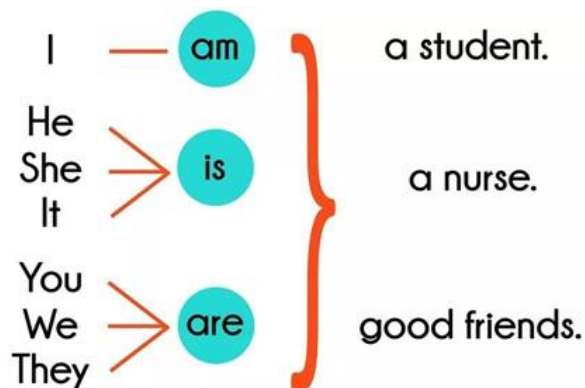 I am a student.
He
She is a nurse.
It
You
We are good friends.
They